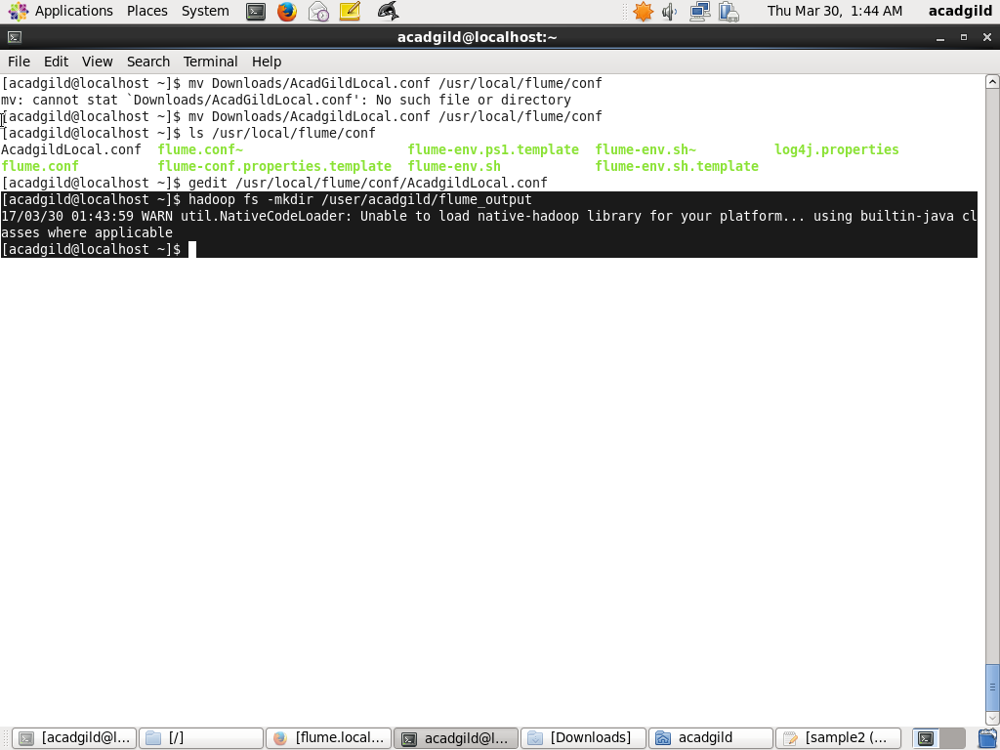 Applications Places System Thu Mar 30, 1:44 AM acadgild
acadgild@localhost:~
File Edit View Search Terminal Help
[acadgild@localhost ~]$ mv Downloads/AcadGildLocal.conf /usr/local/flume/conf
mv: cannot stat `Downloads/AcadGildLocal.conf': No such file or directory
[acadgild@localhost ~]$ mv Downloads/AcadgildLocal.conf /usr/local/flume/conf
[acadgild@localhost ~]$ ls /usr/local/flume/conf
AcadgildLocal.conf flume.conf~ flume-env.ps1.template flume-env.sh~ log4j.properties
flume.conf flume-conf.properties.template flume-env.sh flume-env.sh.template
[acadgild@localhost ~]$ gedit /usr/local/flume/conf/AcadgildLocal.conf
[acadgild@localhost ~]$ hadoop fs -mkdir /user/acadgild/flume_output
17/03/30 01:43:59 WARN util.NativeCodeLoader: Unable to load native-hadoop library for your platform... using builtin-java cl
asses where applicable
[acadgild@localhost ~]$
[acadgild@l... [/] [flume.local... acadgild@l... [Downloads] acadgild [sample2 (...